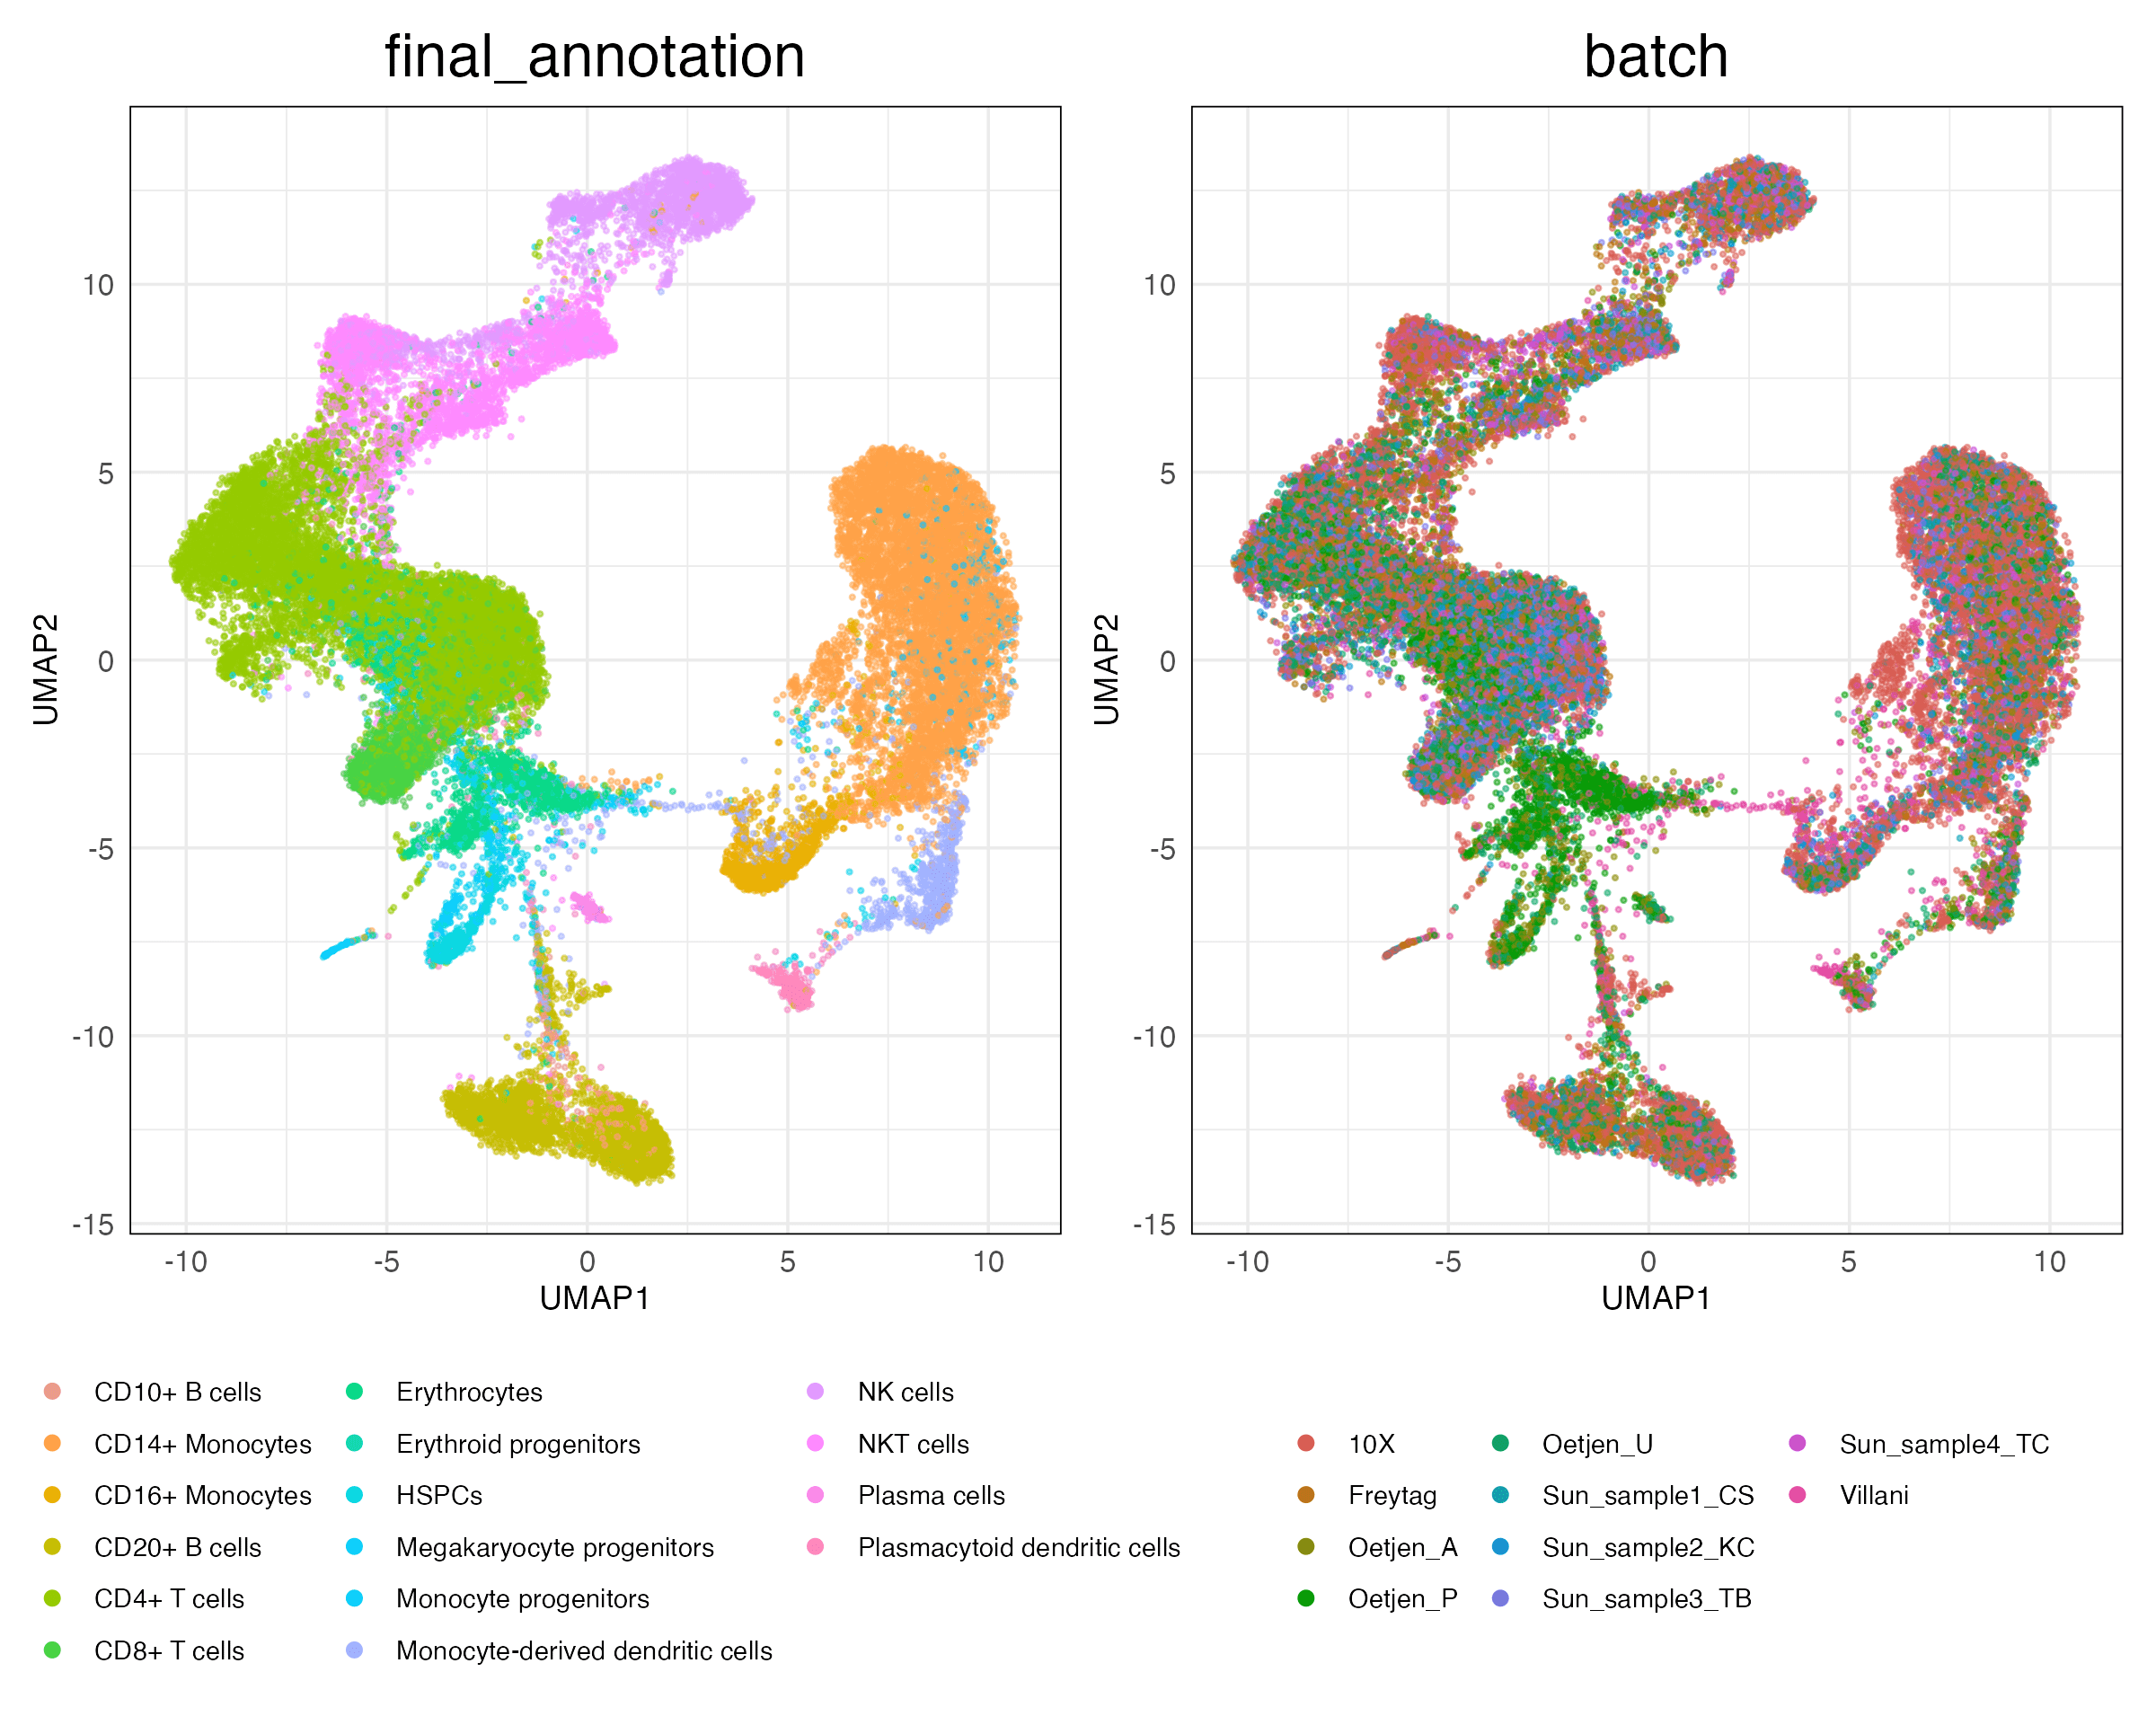 final_annotation
batch
10
5
0
-5
-10
-15
UMAP2
-10 -5 0 5 10
UMAP1
10
5
0
-5
-10
-15
UMAP2
-10 -5 0 5 10
UMAP1
CD10+ B cells
CD14+ Monocytes
CD16+ Monocytes
CD20+ B cells
CD4+ T cells
CD8+ T cells
Erythrocytes
Erythroid progenitors
HSPCs
Megakaryocyte progenitors
Monocyte progenitors
Monocyte-derived dendritic cells
NK cells
NKT cells
Plasma cells
Plasmacytoid dendritic cells
10X
Freytag
Oetjen_A
Oetjen_P
Oetjen_U
Sun_sample1_CS
Sun_sample2_KC
Sun_sample3_TB
Sun_sample4_TC
Villani